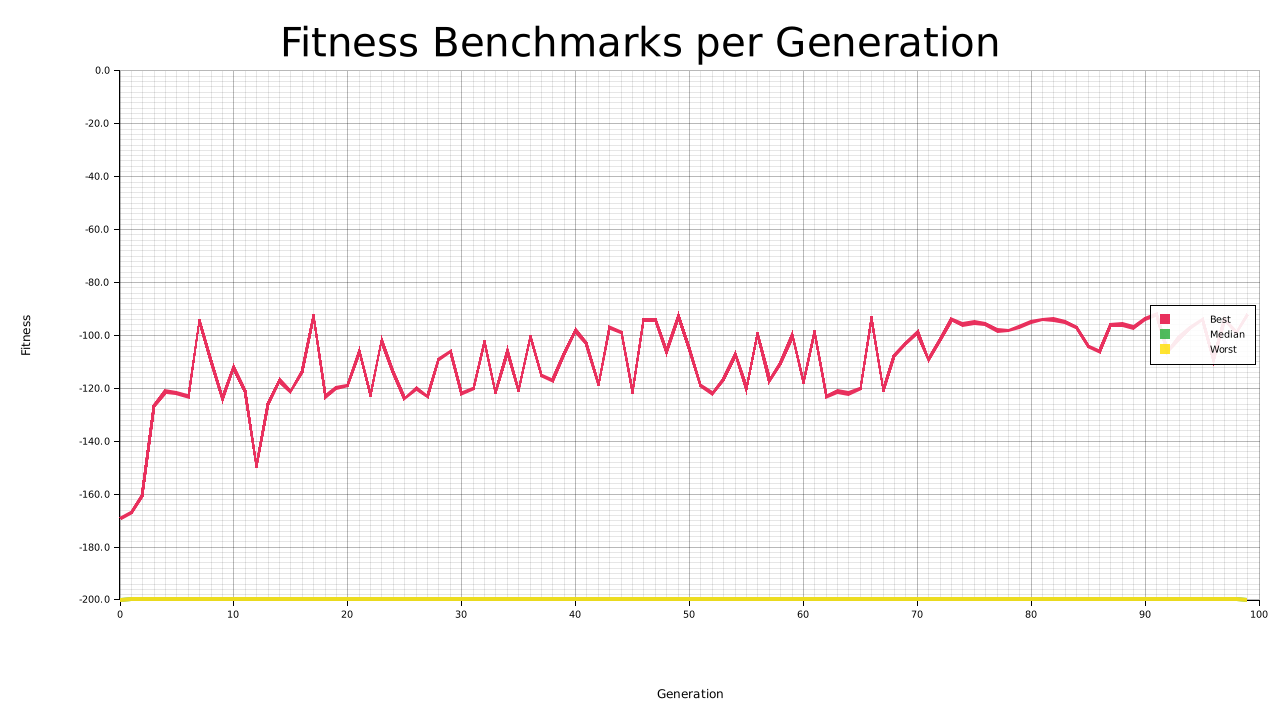 Fitness Benchmarks per Generation
0.0
-20.0
-40.0
-60.0
-80.0
-100.0
-120.0
-140.0
-160.0
-180.0
-200.0
Fitness
Best
Median
Worst
0 10 20 30 40 50 60 70 80 90 100
Generation